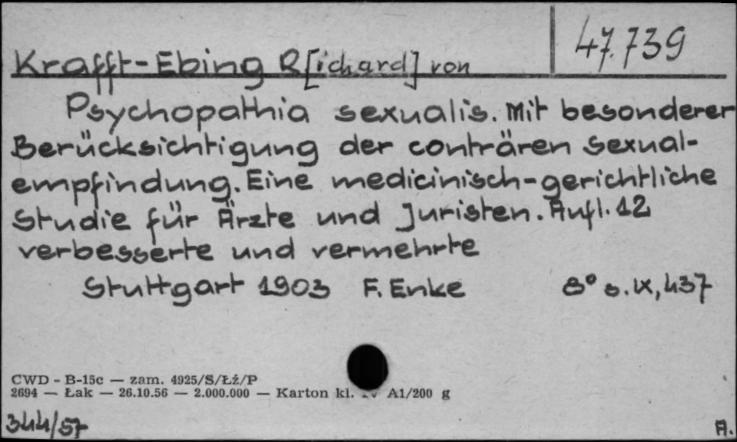 47.739
Krafft-Ebing R[ichard] von
Psychopathia sexualis. Mit besonderer
Berücksichtigung der conträren Sexual-
empfindung. Eine medicinisch-gerichtliche
Studie für Ärzte und Juristen. Aufl. 12
verbesserte und vermehrte
Stuttgart 1903 F. Enke 8° s. IX, 437
CWD - B-15c — zam. 4925/S/Łź/P
2694 — Łak — 26.10.56 — 2.000.000 — Karton kl. IV A1/200 g
344/57 A.